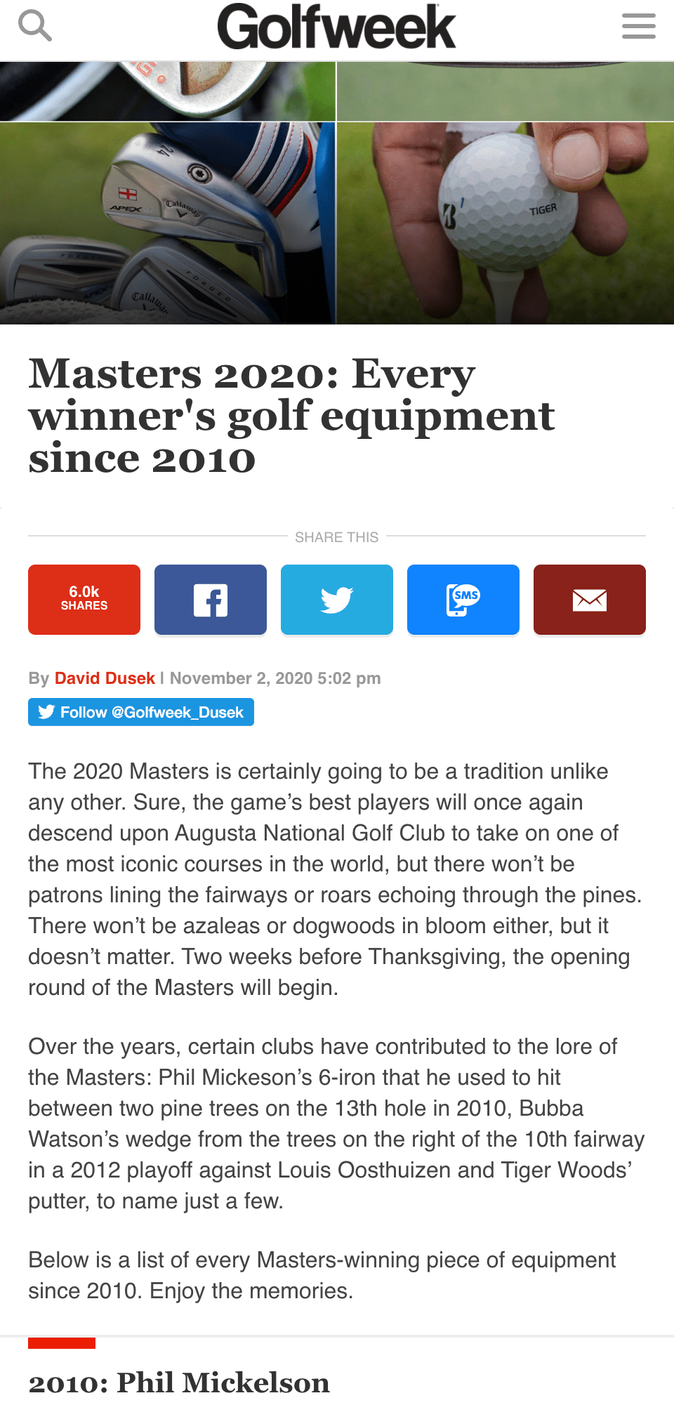 Golfweek
24
APEX
Callaway
FORGED
Callaway
B
1
TIGER
Masters 2020: Every
winner's golf equipment
since 2010
SHARE THIS
6.0k
SHARES
SMS
By David Dusek | November 2, 2020 5:02 pm
Follow @Golfweek_Dusek
The 2020 Masters is certainly going to be a tradition unlike
any other. Sure, the game’s best players will once again
descend upon Augusta National Golf Club to take on one of
the most iconic courses in the world, but there won’t be
patrons lining the fairways or roars echoing through the pines.
There won’t be azaleas or dogwoods in bloom either, but it
doesn’t matter. Two weeks before Thanksgiving, the opening
round of the Masters will begin.
Over the years, certain clubs have contributed to the lore of
the Masters: Phil Mickeson’s 6-iron that he used to hit
between two pine trees on the 13th hole in 2010, Bubba
Watson’s wedge from the trees on the right of the 10th fairway
in a 2012 playoff against Louis Oosthuizen and Tiger Woods’
putter, to name just a few.
Below is a list of every Masters-winning piece of equipment
since 2010. Enjoy the memories.
2010: Phil Mickelson